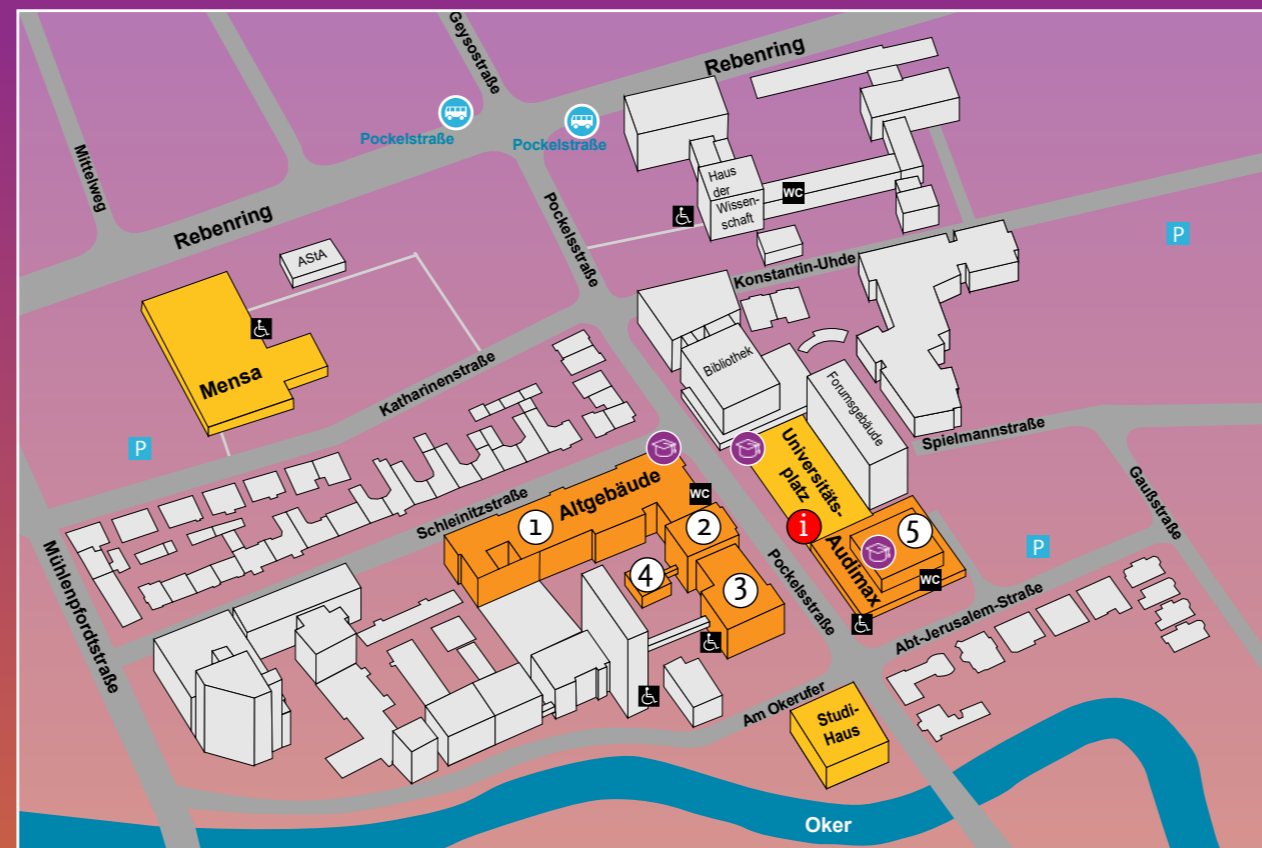 Geysostraße
Rebenring
Pockelstraße
Pockelstraße
Mittelweg
Haus
der
Wissen-
schaft
WC
Rebenring
Pockelsstraße
AStA
P
Konstantin-Uhde
Mensa
Katharinenstraße
Bibliothek
Forumsgebäude
P
Spielmannstraße
Universitäts-
platz
Schleinitzstraße
Altgebäude
WC
1
2
i
5
Gaußstraße
P
Audimax
WC
Mühlenpfordtstraße
4
3
Pockelsstraße
Abt-Jerusalem-Straße
Am Okerufer
Studi-
Haus
Oker